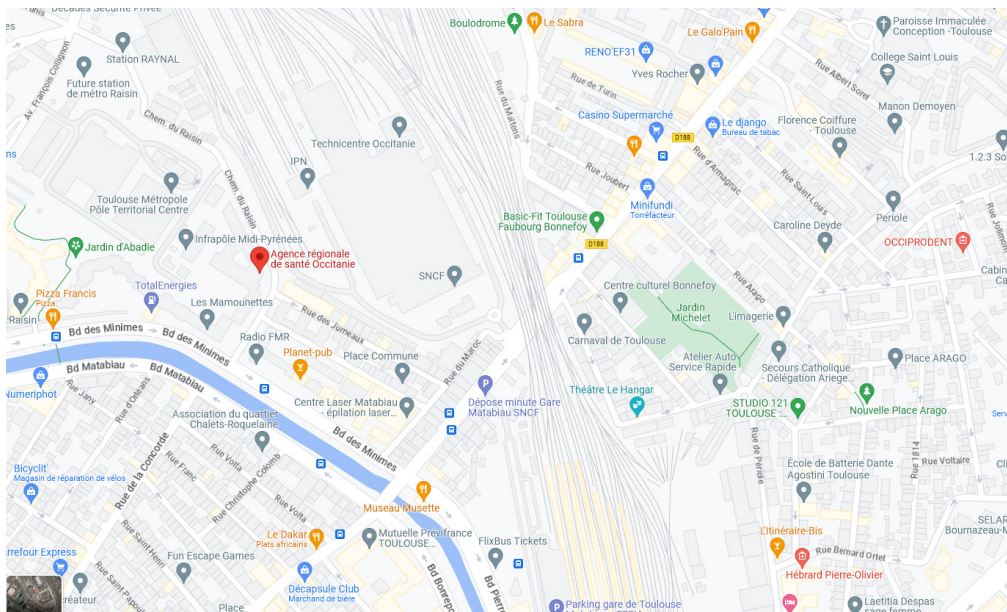 Décades Sécurité Privée
Boulodrome
Le Sabra
Le Galo'Pain
Paroisse Immaculée
Conception -Toulouse
Station RAYNAL
RENO'EF31
Yves Rocher
College Saint Louis
Av. François Collignon
Future station
de métro Raisin
Rue de Turin
Rue Albert Sorel
Manon Demoyen
Chem. du Raisin
Rue du Maltens
Casino Supermarché
Le django
Bureau de tabac
Florence Coiffure -
Toulouse
Technicentre Occitanie
D188
IPN
1.2.3 So
Toulouse Métropole
Pôle Territorial Centre
Chem. du Raisin
Rue Joubert
Rue d'Armagnac
Rue Saint-Louis
Minifundi
Torréfacteur
Periole
Basic-Fit Toulouse
Faubourg Bonnefoy
Caroline Deyde
Rue Jolimont
Jardin d'Abadie
Infrapôle Midi-Pyrénées
D188
OCCIPRODENT
Agence régionale
de santé Occitanie
SNCF
Rue Arago
Cabin
TotalEnergies
Centre culturel Bonnefoy
Pizza Francis
Pizza
Raisin
Les Mamounettes
Rue des Jumeaux
Jardin
Michelet
L'imagerie
Bd des Minimes
Bd des Minimes
Radio FMR
Carnaval de Toulouse
Place Commune
Rue du Maroc
Atelier Auto
Service Rapide
Secours Catholique -
Délégation Ariege
Place ARAGO
Bd Matabiau
Bd Matabiau
Planet-pub
Numeriphot
Rue Jany
Rue d'Orléans
Dépose minute Gare
Matabiau SNCF
Théâtre Le Hangar
Centre Laser Matabiau
- épilation laser...
STUDIO 121
TOULOUSE :...
Nouvelle Place Arago
Association du quartier
Chalets-Roquelaine
Bd des Minimes
Rue de Périole
Rue 1814
Rue Voltaire
Rue de la Concorde
Rue Volta
Rue Franc
Rue Christophe Colomb
Bicyclit'
Magasin de réparation de vélos
École de Batterie Dante
Agostini Toulouse
Museau Musette
Rue Volta
Le Dakar
Plats africains
Mutuelle Previfrance
TOULOUSE...
FlixBus Tickets
L'Itinéraire-Bis
SELAR
Bournazeau-M
Rue Bernard Ortet
Carrefour Express
Rue Saint-Henri
Fun Escape Games
Hébrard Pierre-Olivier
Décapsule Club
Marchand de bière
Rue Saint-Papoul
créateur
Place
Bd Bonrepos
Bd Pierre
Parking gare de Toulouse
Laetitia Despas
sage femme